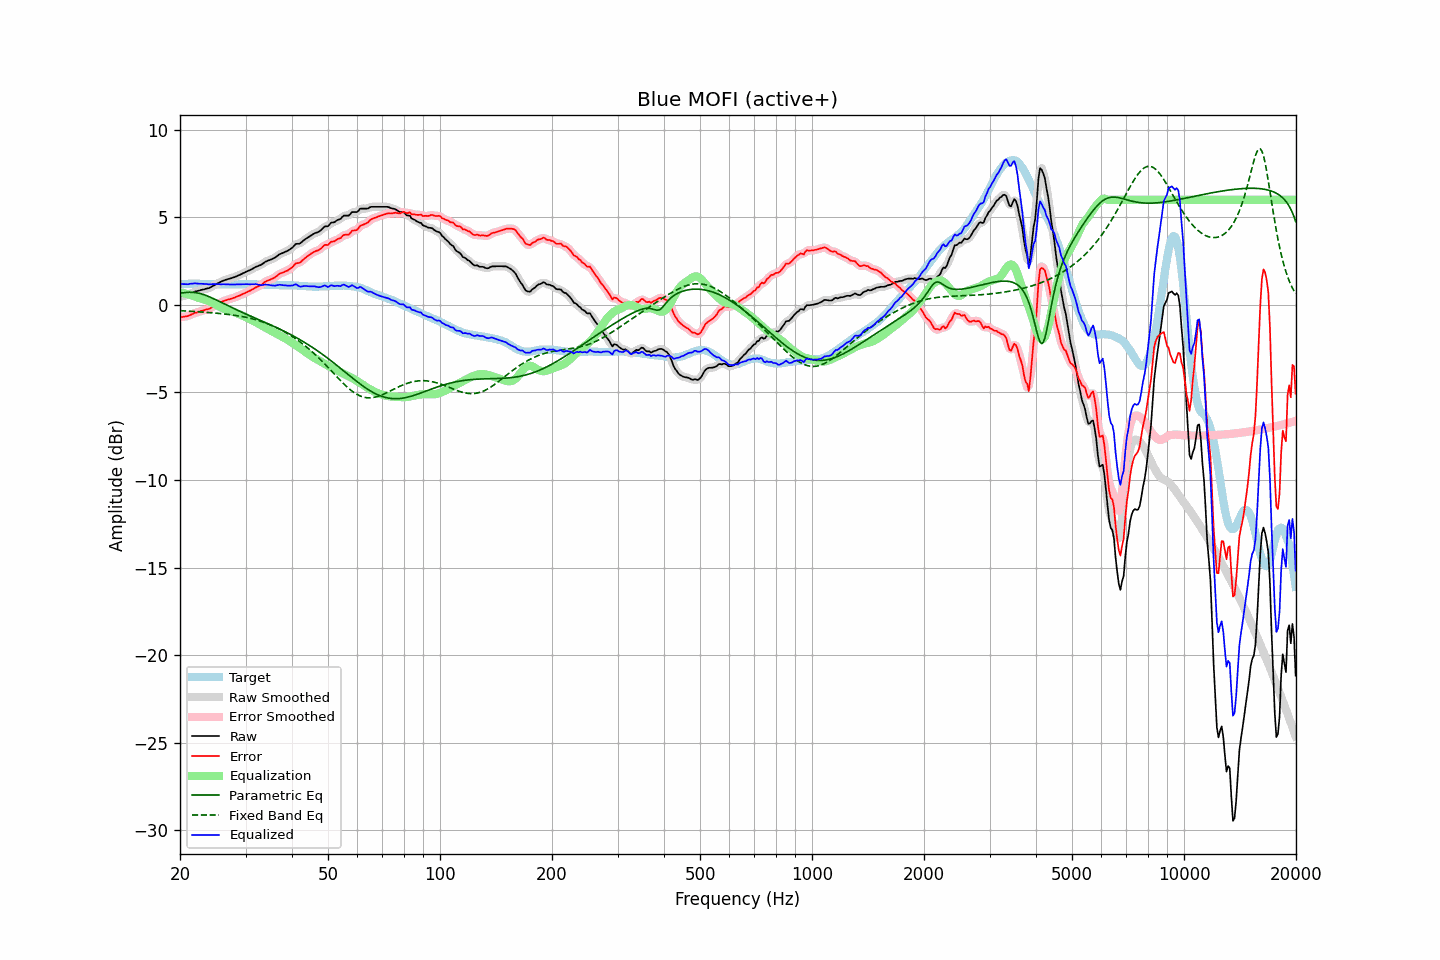 Blue MOFI (active+)
Amplitude (dBr)
10
5
0
−5
−10
−15
−20
−25
−30
Target
Raw Smoothed
Error Smoothed
Raw
Error
Equalization
Parametric Eq
Fixed Band Eq
Equalized
20
50
100
200
500
1000
2000
5000
10000
20000
Frequency (Hz)